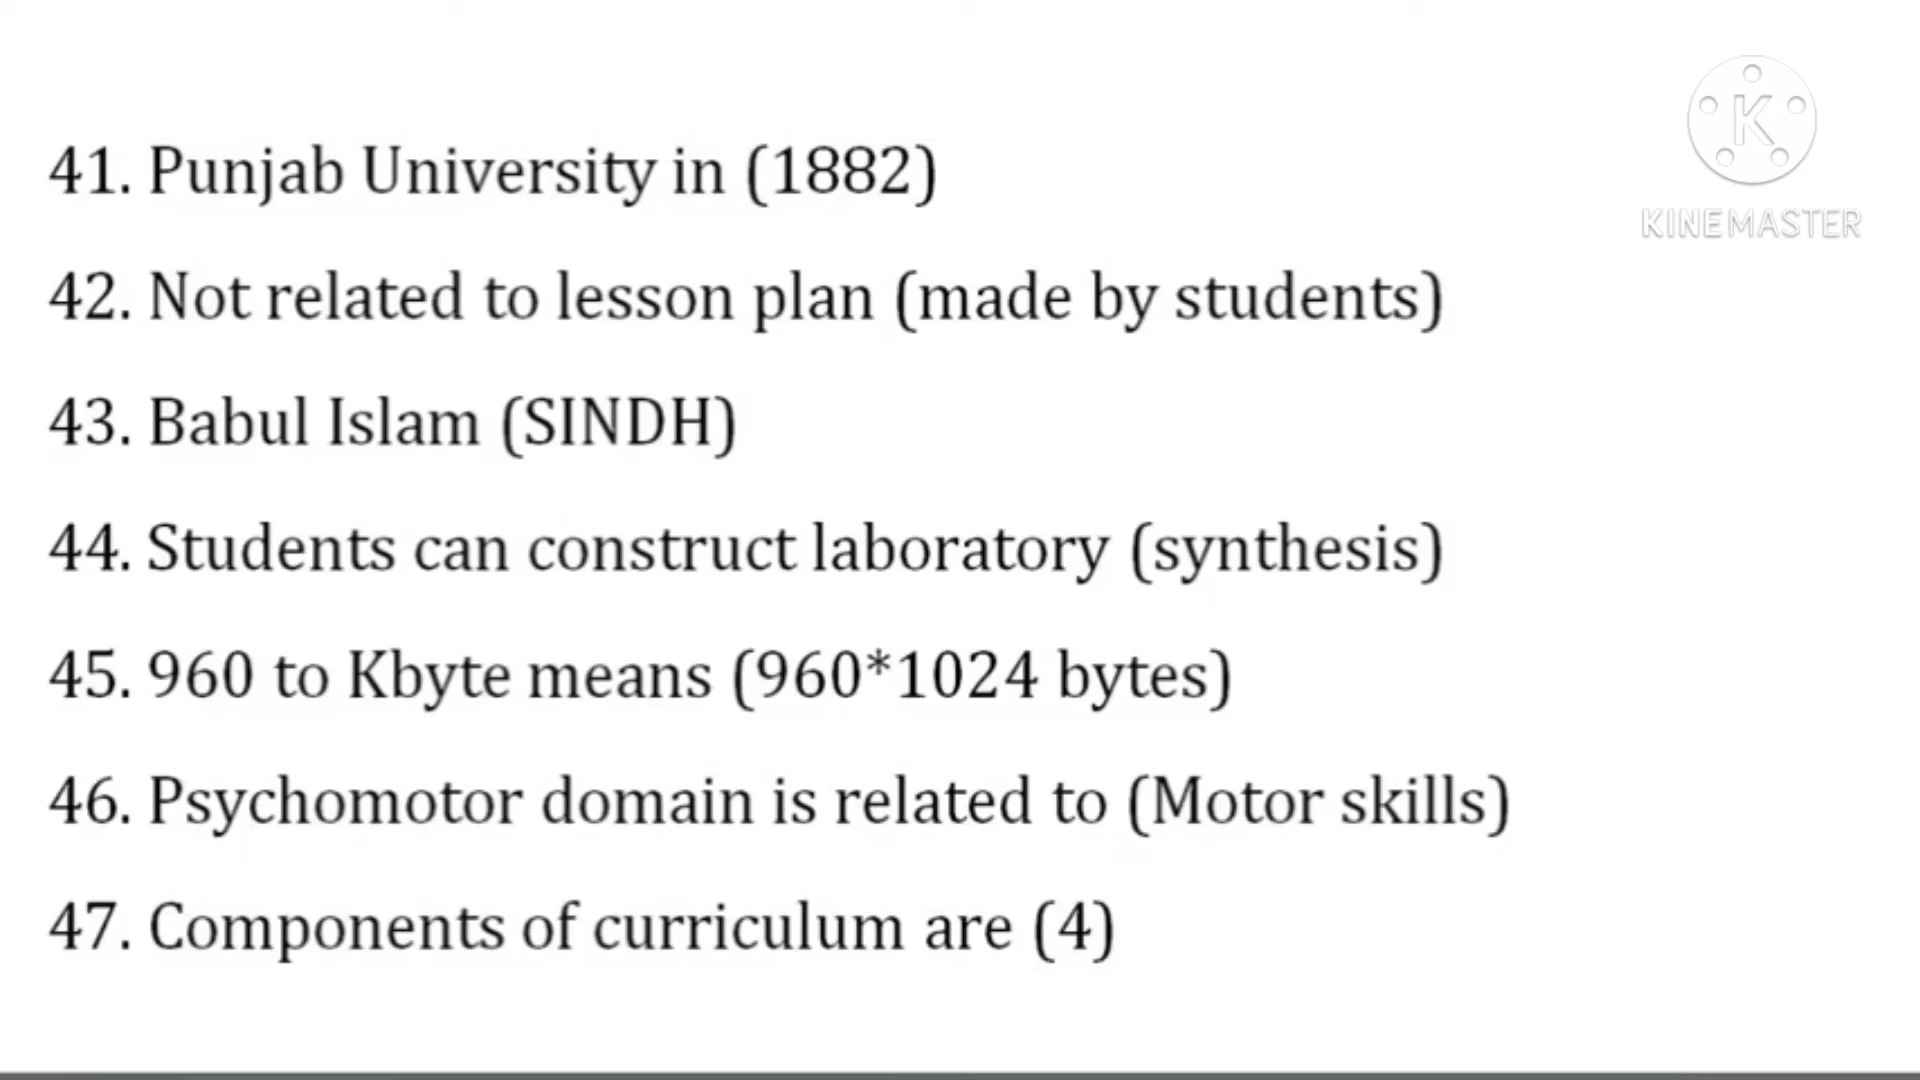 K
KINEMASTER
41. Punjab University in (1882)
42. Not related to lesson plan (made by students)
43. Babul Islam (SINDH)
44. Students can construct laboratory (synthesis)
45. 960 to Kbyte means (960*1024 bytes)
46. Psychomotor domain is related to (Motor skills)
47. Components of curriculum are (4)